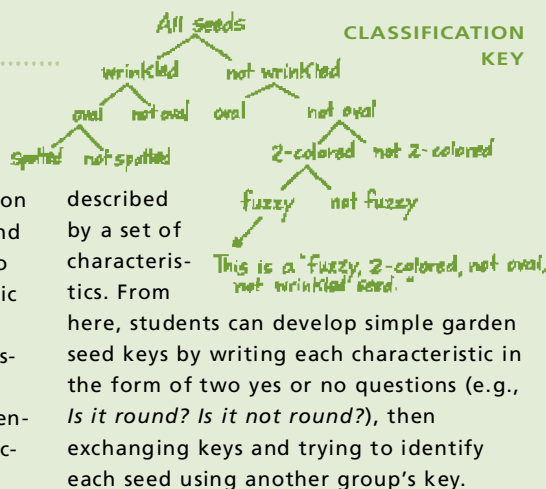 CLASSIFICATION
KEY
All seeds
wrinkled not wrinkled
oval not oval oval not oval
spotted not spotted 2-colored not 2-colored
fuzzy not fuzzy
This is a "fuzzy, 2-colored, not oval,
not wrinkled seed."
on
nd
o
ic
s-
en-
c-
described
by a set of
characteris-
tics. From
here, students can develop simple garden
seed keys by writing each characteristic in
the form of two yes or no questions (e.g.,
Is it round? Is it not round?), then
exchanging keys and trying to identify
each seed using another group's key.